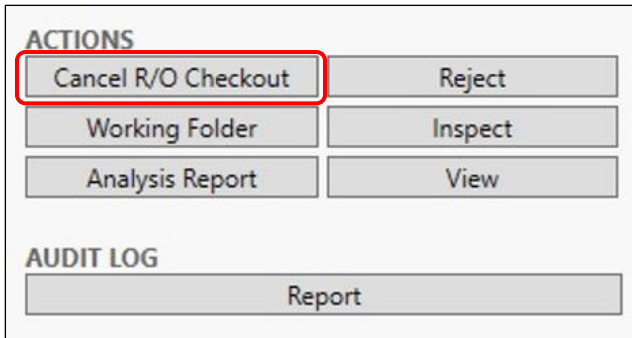 ACTIONS
Cancel R/O Checkout Reject
Working Folder Inspect
Analysis Report View
AUDIT LOG
Report